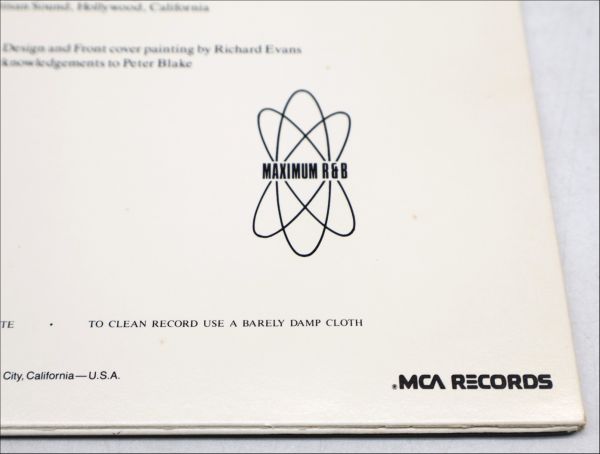 Sound, Hollywood, California
Design and Front cover painting by Richard Evans
to Peter Blake
MAXIMUM R&B
TO CLEAN RECORD USE A BARELY DAMP CLOTH
City, California—U.S.A.
MCA RECORDS